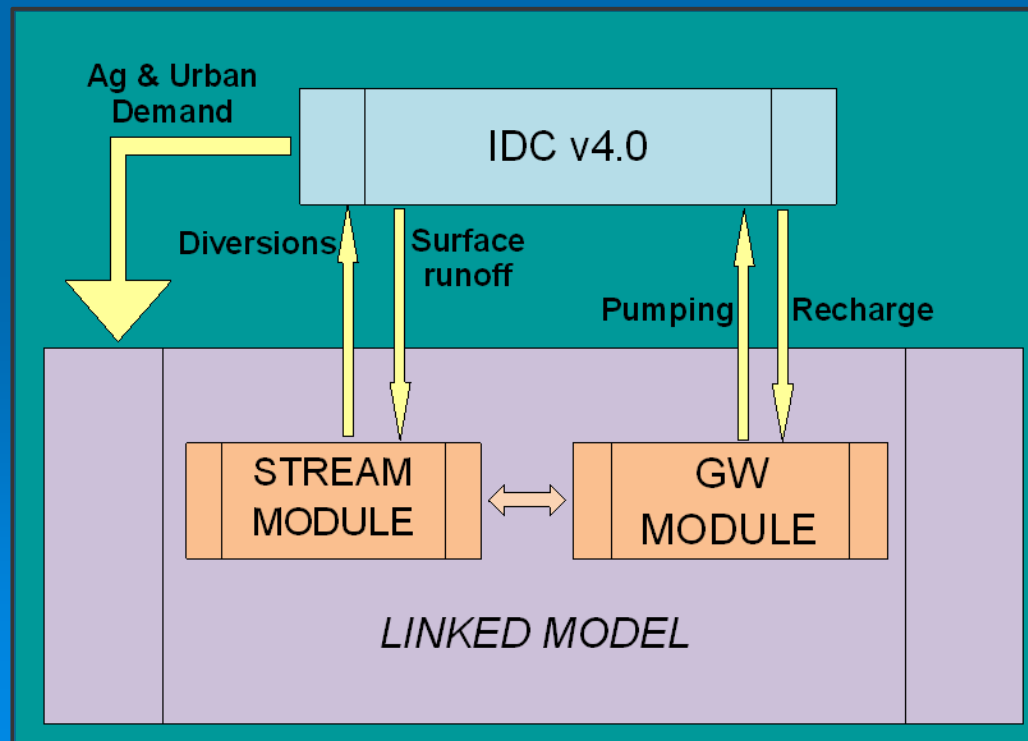 Ag & Urban
Demand
IDC v4.0
Diversions
Surface
runoff
Pumping
Recharge
STREAM
MODULE
GW
MODULE
LINKED MODEL